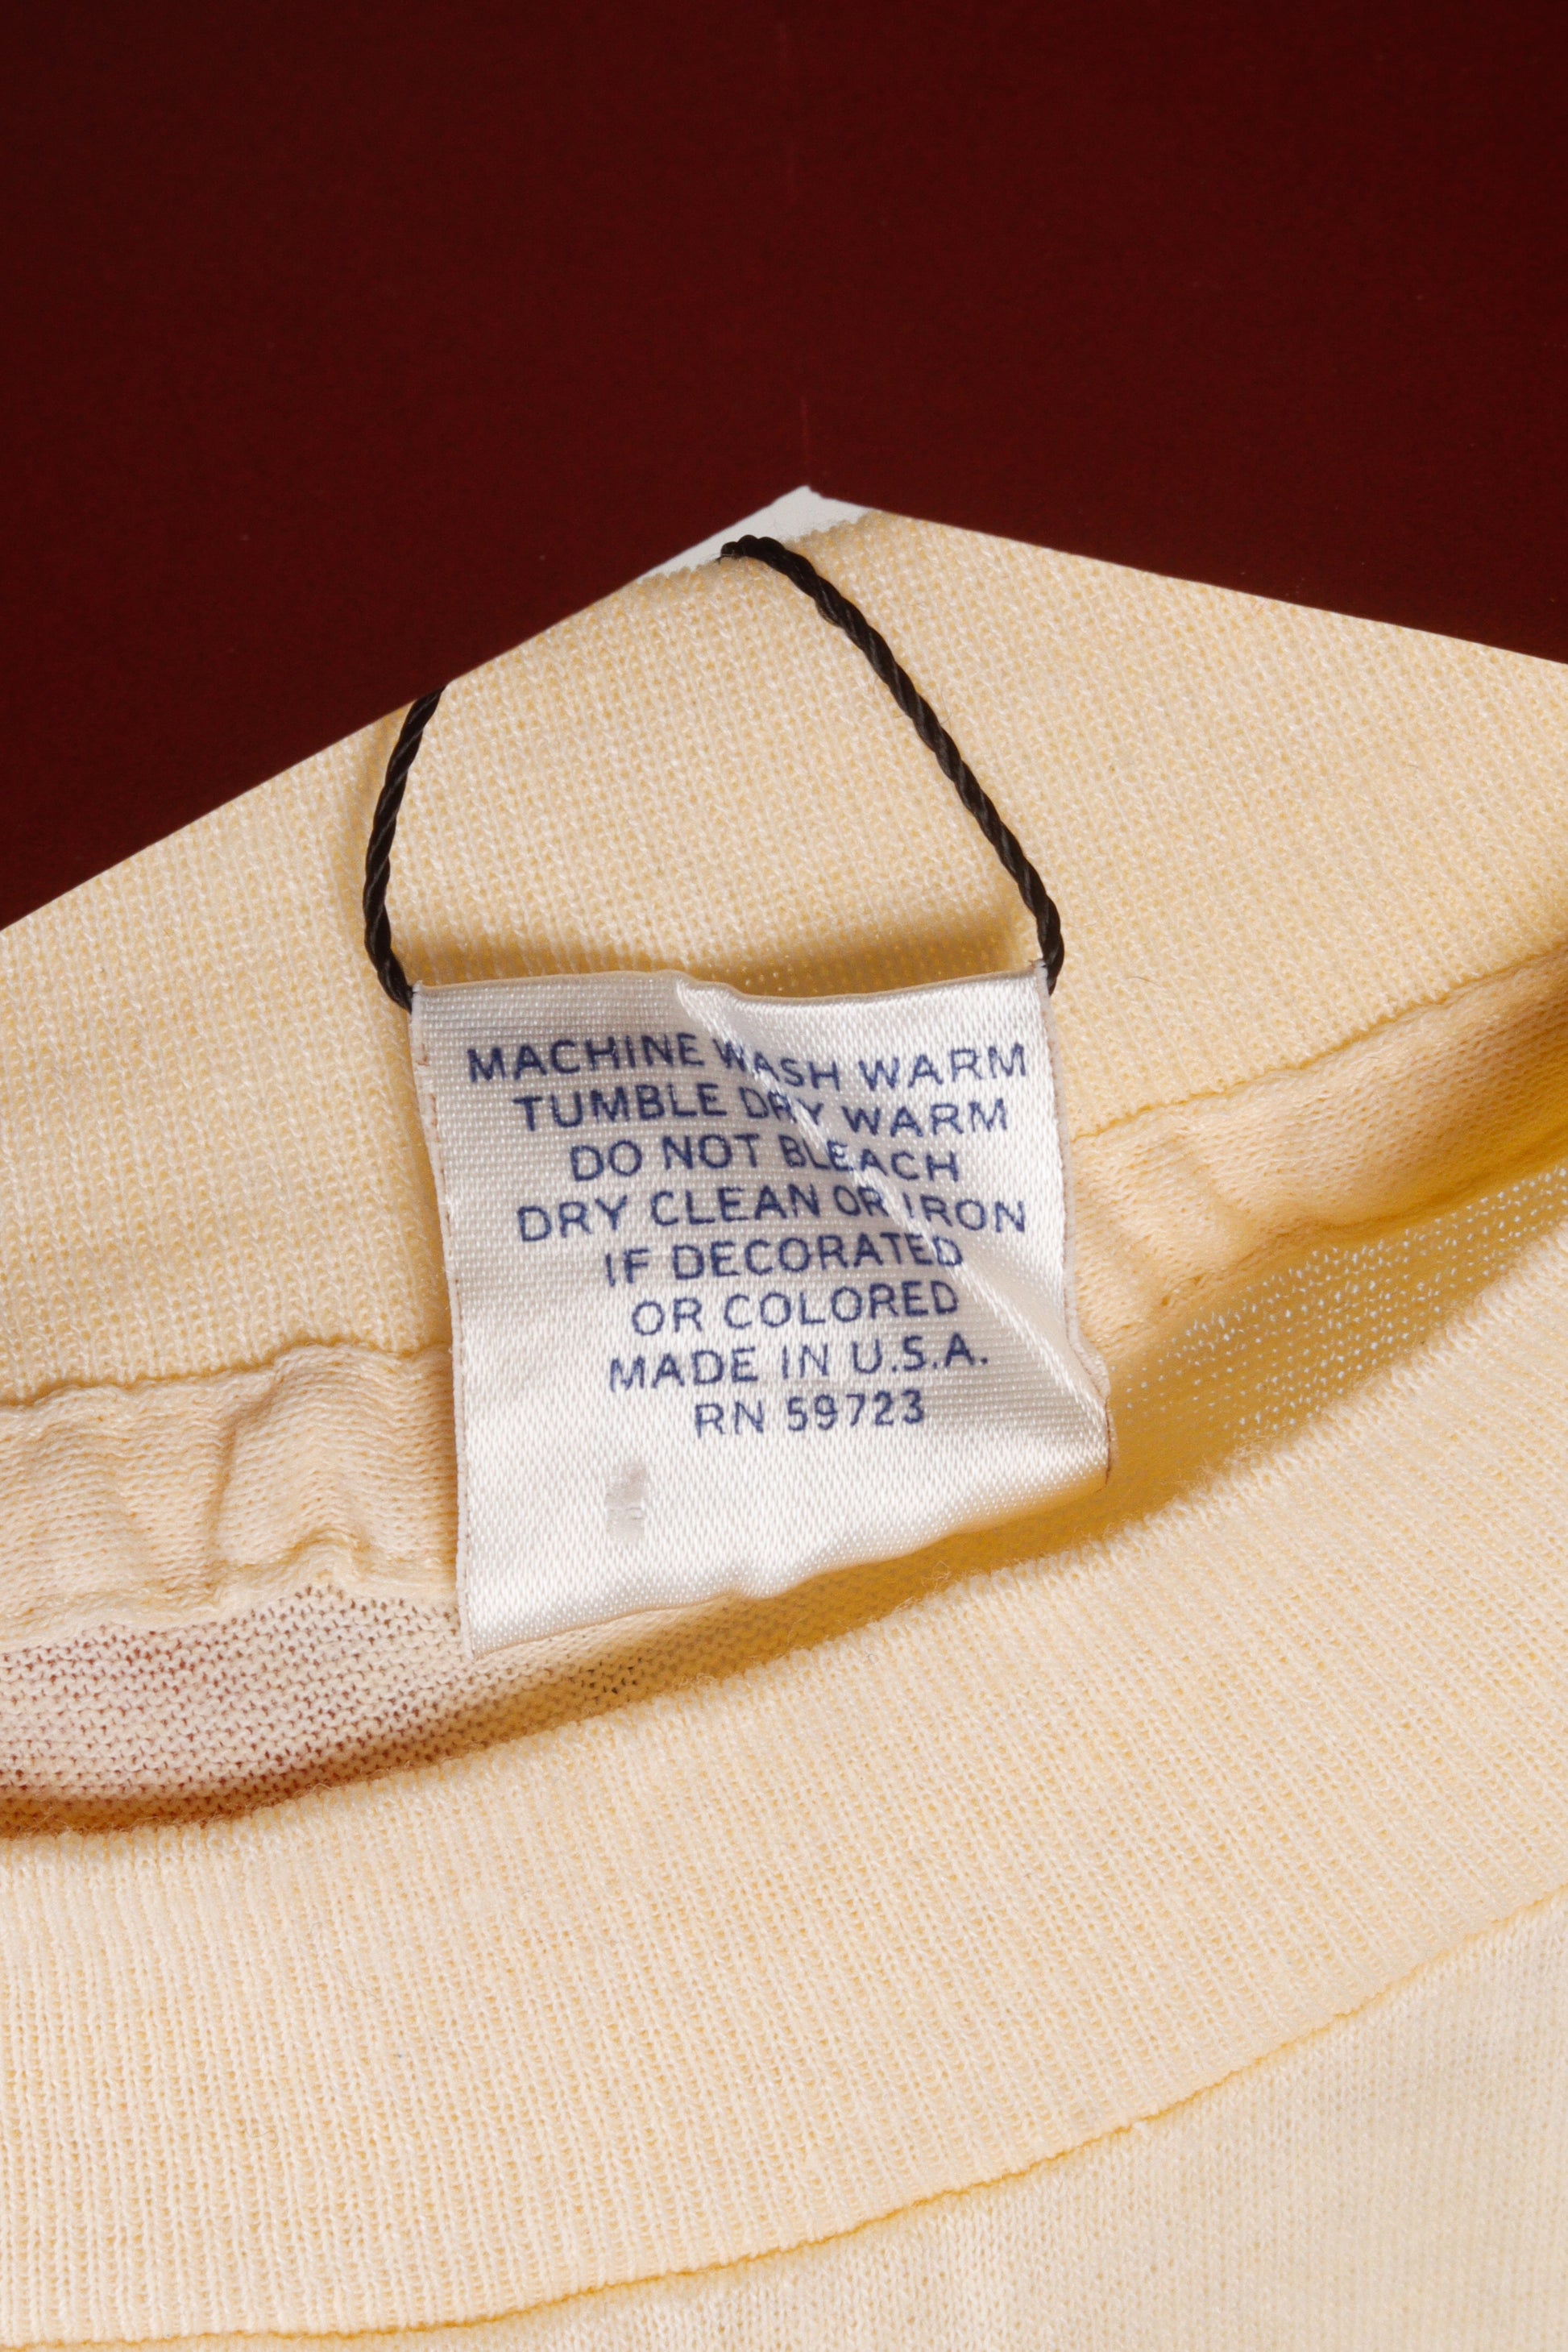 MACHINE WASH WARM
TUMBLE DRY WARM
DO NOT BLEACH
DRY CLEAN OR IRON
IF DECORATED
OR COLORED
MADE IN U.S.A.
RN 59723